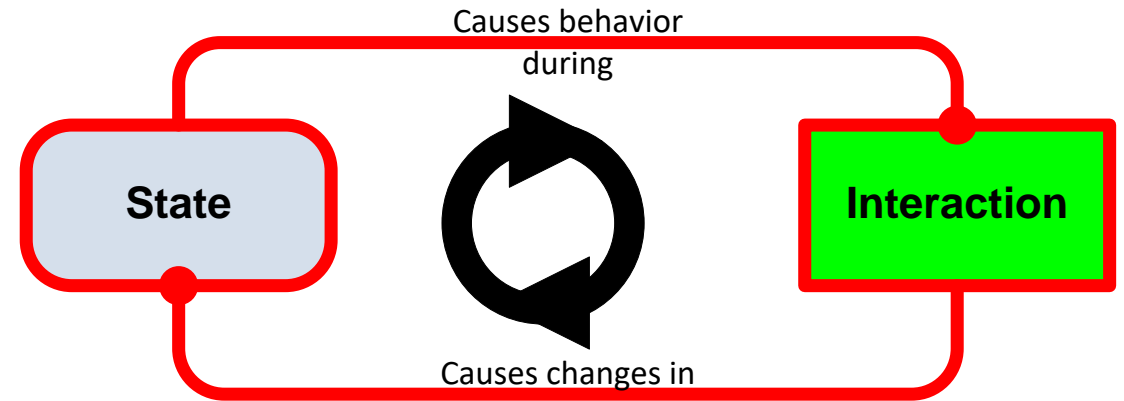 Causes behavior
during
State
Interaction
Causes changes in